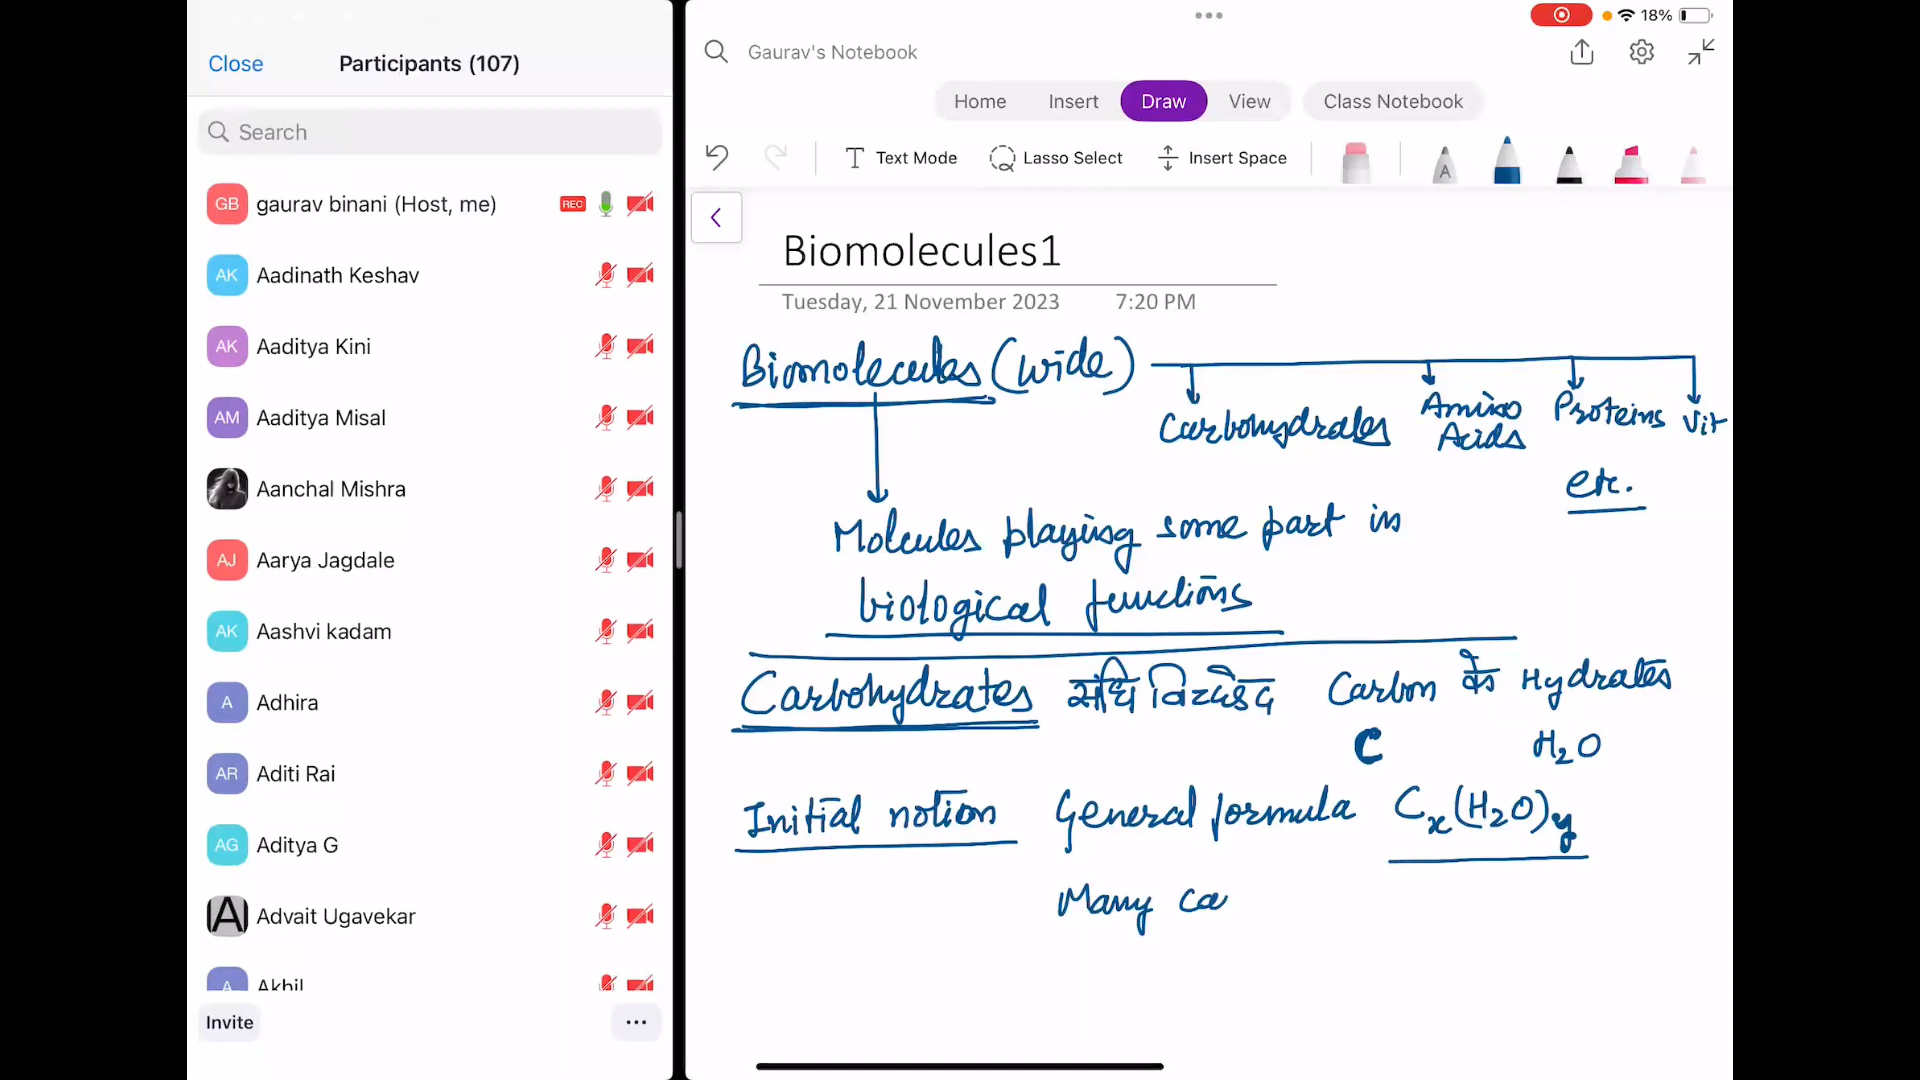 18%
Close
Participants (107)
Search
GB gaurav binani (Host, me) REC
AK Aadinath Keshav
AK Aaditya Kini
AM Aaditya Misal
Aanchal Mishra
AJ Aarya Jagdale
AK Aashvi kadam
A Adhira
AR Aditi Rai
AG Aditya G
A Advait Ugavekar
A Akhil
Invite
Gaurav's Notebook
Home Insert Draw View Class Notebook
Text Mode Lasso Select Insert Space A
Biomolecules1
Tuesday, 21 November 2023 7:20 PM
Biomolecules (wide)
Carbohydrates Amino Acids Proteins Vit
etc.
Molcules playing some part in
biological functions
Carbohydrates संधि Carbon के Hydrates
C H₂O
Initial notion General formula Cₓ(H₂O)y
Many ca